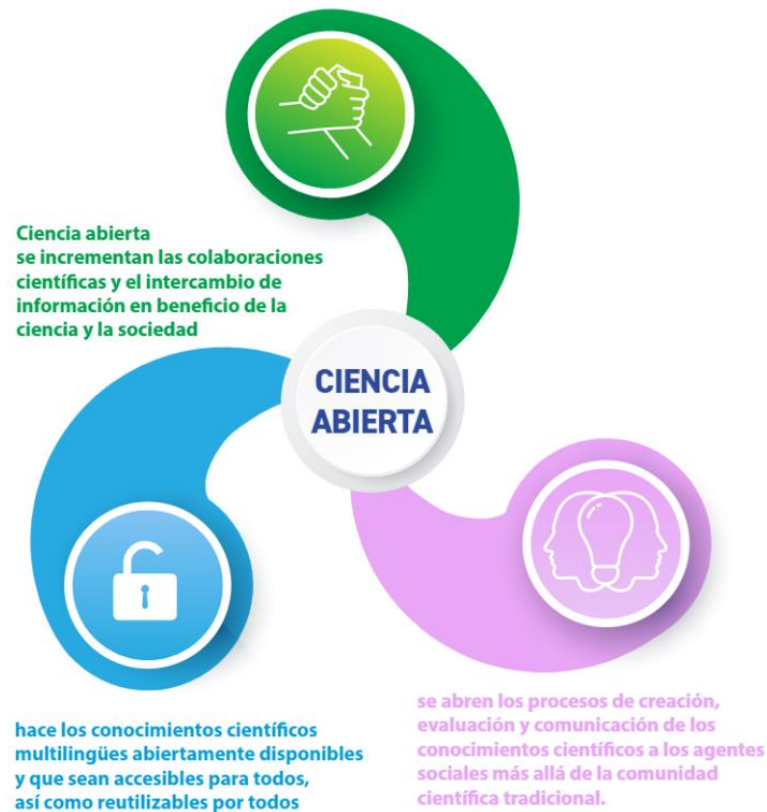 Ciencia abierta
se incrementan las colaboraciones
científicas y el intercambio de
información en beneficio de la
ciencia y la sociedad
CIENCIA
ABIERTA
hace los conocimientos científicos
multilingües abiertamente disponibles
y que sean accesibles para todos,
así como reutilizables por todos
se abren los procesos de creación,
evaluación y comunicación de los
conocimientos científicos a los agentes
sociales más allá de la comunidad
científica tradicional.